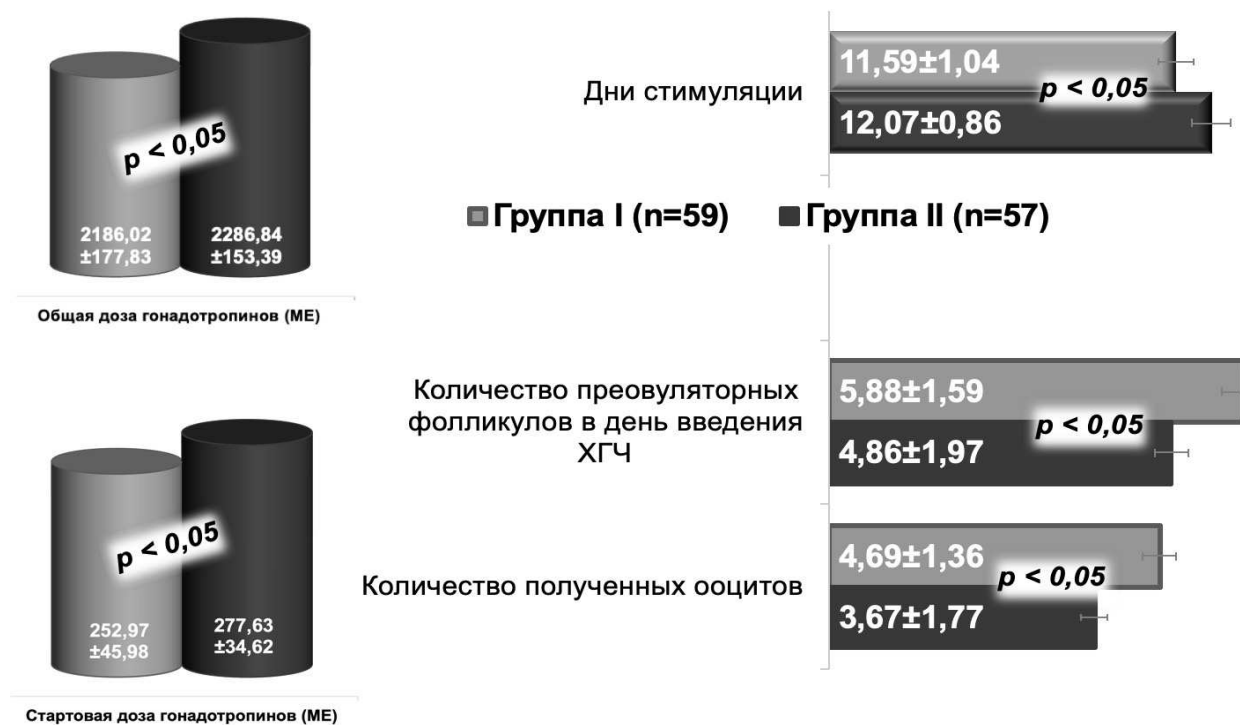 p < 0,05
2186,02
±177,83
2286,84
±153,39
Общая доза гонадотропинов (МЕ)
p < 0,05
252,97
±45,98
277,63
±34,62
Стартовая доза гонадотропинов (МЕ)
Дни стимуляции
11,59±1,04
p < 0,05
12,07±0,86
Группа I (n=59)
Группа II (n=57)
Количество преовуляторных
фолликулов в день введения
ХГЧ
5,88±1,59
p < 0,05
4,86±1,97
Количество полученных ооцитов
4,69±1,36
p < 0,05
3,67±1,77